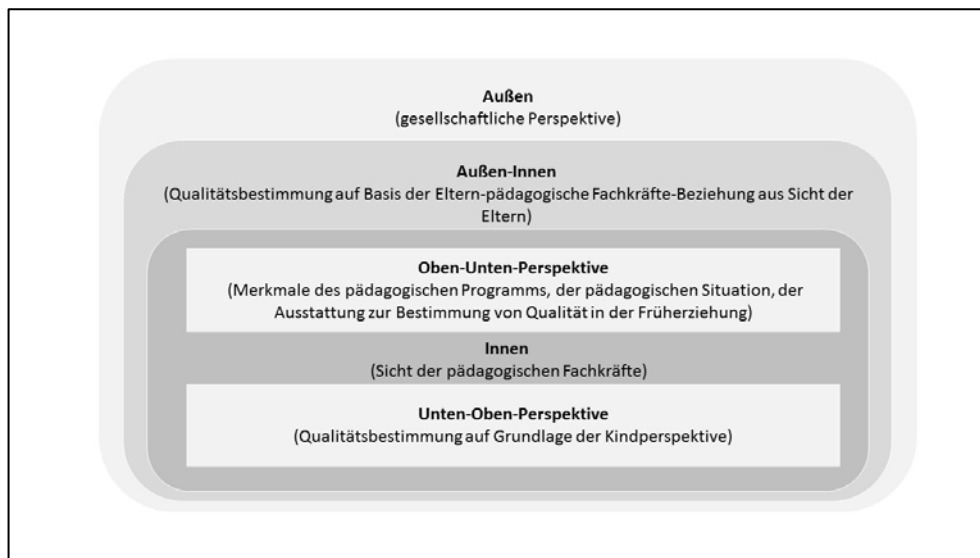 Außen
(gesellschaftliche Perspektive)
Außen-Innen
(Qualitätsbestimmung auf Basis der Eltern-pädagogische Fachkräfte-Beziehung aus Sicht der
Eltern)
Oben-Unten-Perspektive
(Merkmale des pädagogischen Programms, der pädagogischen Situation, der
Ausstattung zur Bestimmung von Qualität in der Früherziehung)
Innen
(Sicht der pädagogischen Fachkräfte)
Unten-Oben-Perspektive
(Qualitätsbestimmung auf Grundlage der Kindperspektive)